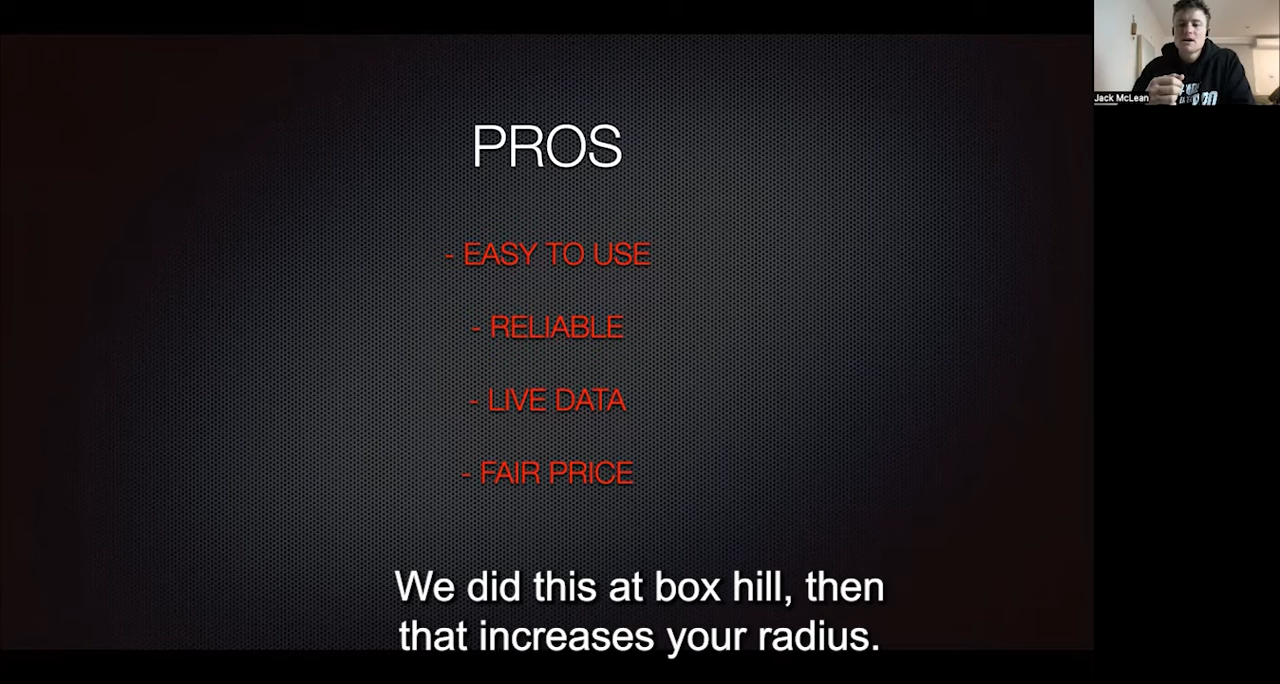 PROS
- EASY TO USE
- RELIABLE
- LIVE DATA
- FAIR PRICE
We did this at box hill, then
that increases your radius.
Jack McLean